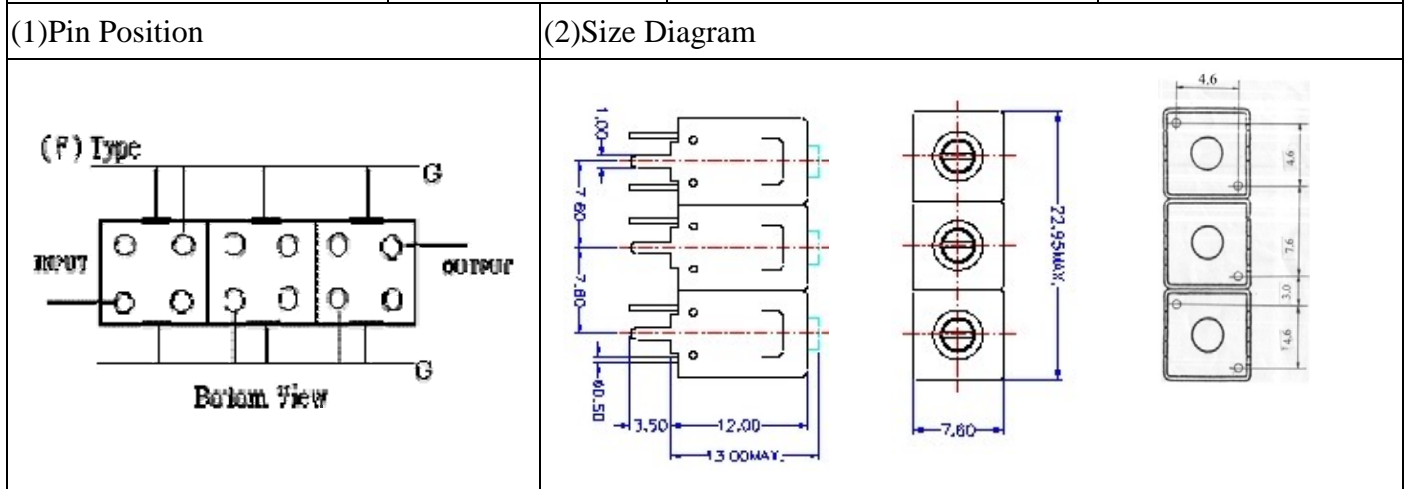 (1)Pin Position
(2)Size Diagram
(F) Type
G
INPUT
OUTPUT
G
Bottom View
1.00
7.60
7.60
φ0.50
3.50
12.00
13.00MAX.
22.95MAX.
7.60
4.6
4.6
7.6
3.0
4.6